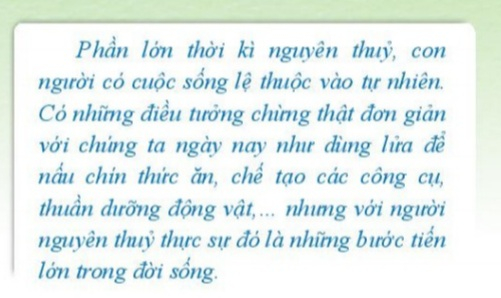 Phần lớn thời kì nguyên thuỷ, con
người có cuộc sống lệ thuộc vào tự nhiên.
Có những điều tưởng chừng thật đơn giản
với chúng ta ngày nay như dùng lửa để
nấu chín thức ăn, chế tạo các công cụ,
thuần dưỡng động vật,... nhưng với người
nguyên thuỷ thực sự đó là những bước tiến
lớn trong đời sống.